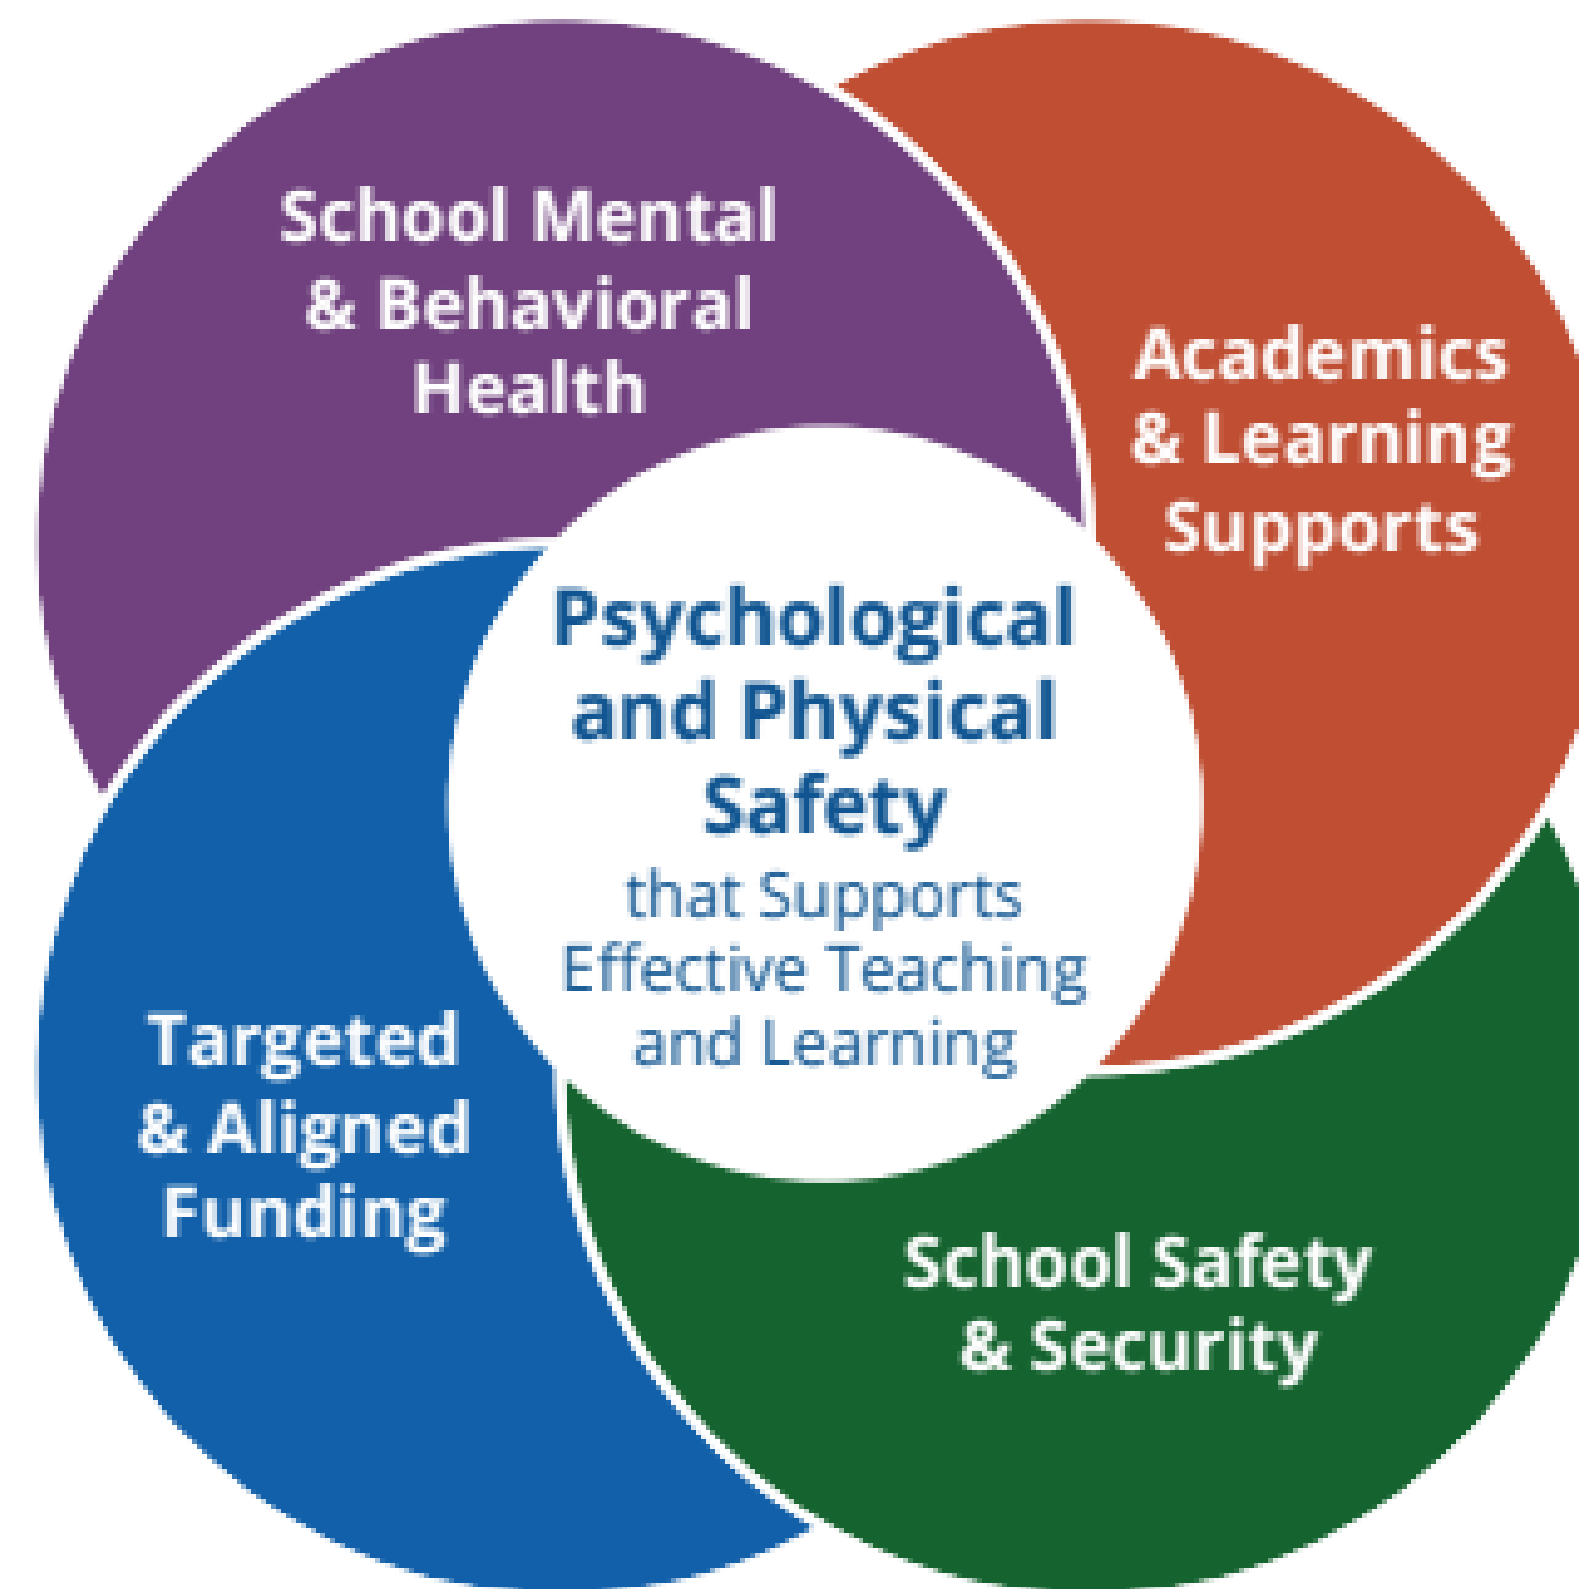 School Mental
& Behavioral
Health
Academics
& Learning
Supports
Psychological
and Physical
Safety
that Supports
Effective Teaching
and Learning
Targeted
& Aligned
Funding
School Safety
& Security